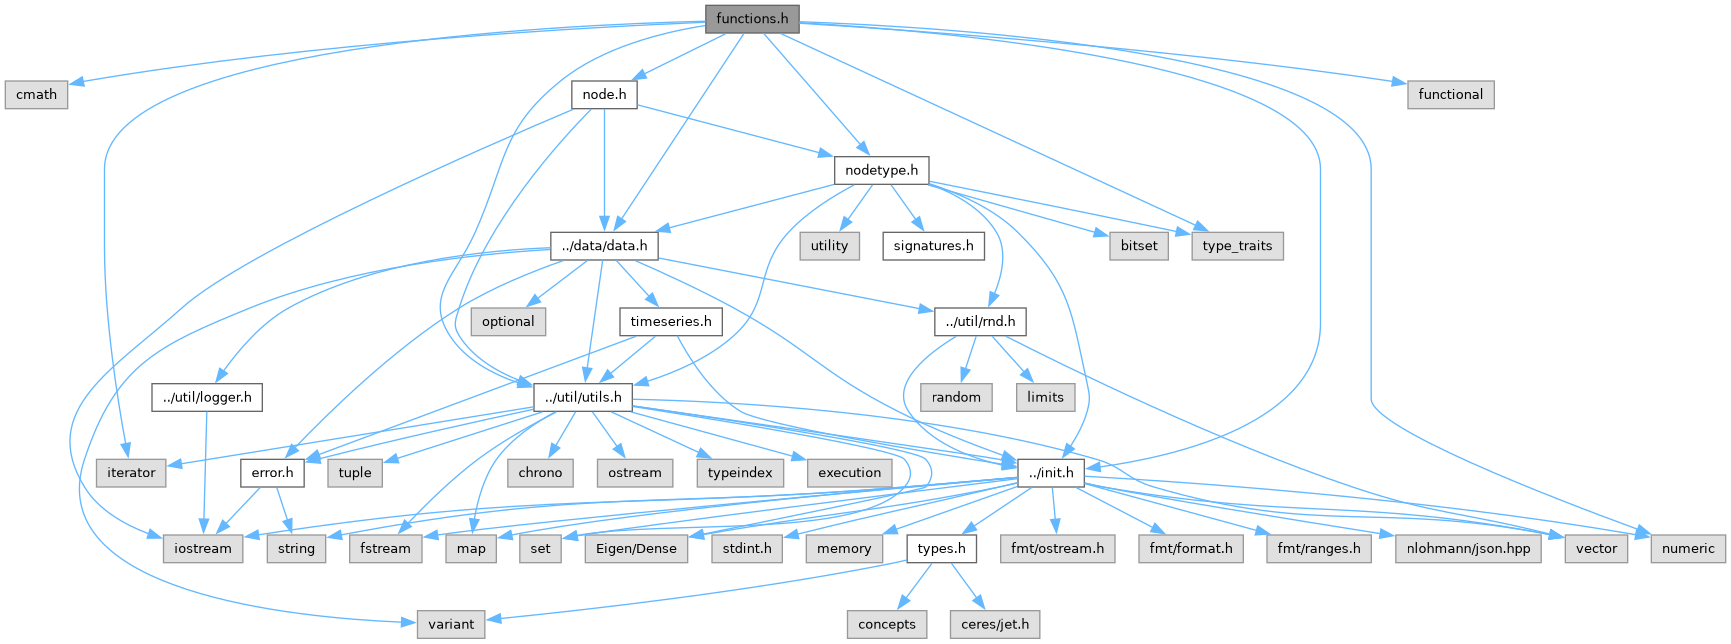 functions.h
cmath
node.h
functional
nodetype.h
../data/data.h
utility
signatures.h
bitset
type_traits
optional
timeseries.h
../util/rnd.h
../util/logger.h
../util/utils.h
random
limits
iterator
error.h
tuple
chrono
ostream
typeindex
execution
../init.h
iostream
string
fstream
map
set
Eigen/Dense
stdint.h
memory
types.h
fmt/ostream.h
fmt/format.h
fmt/ranges.h
nlohmann/json.hpp
vector
numeric
variant
concepts
ceres/jet.h